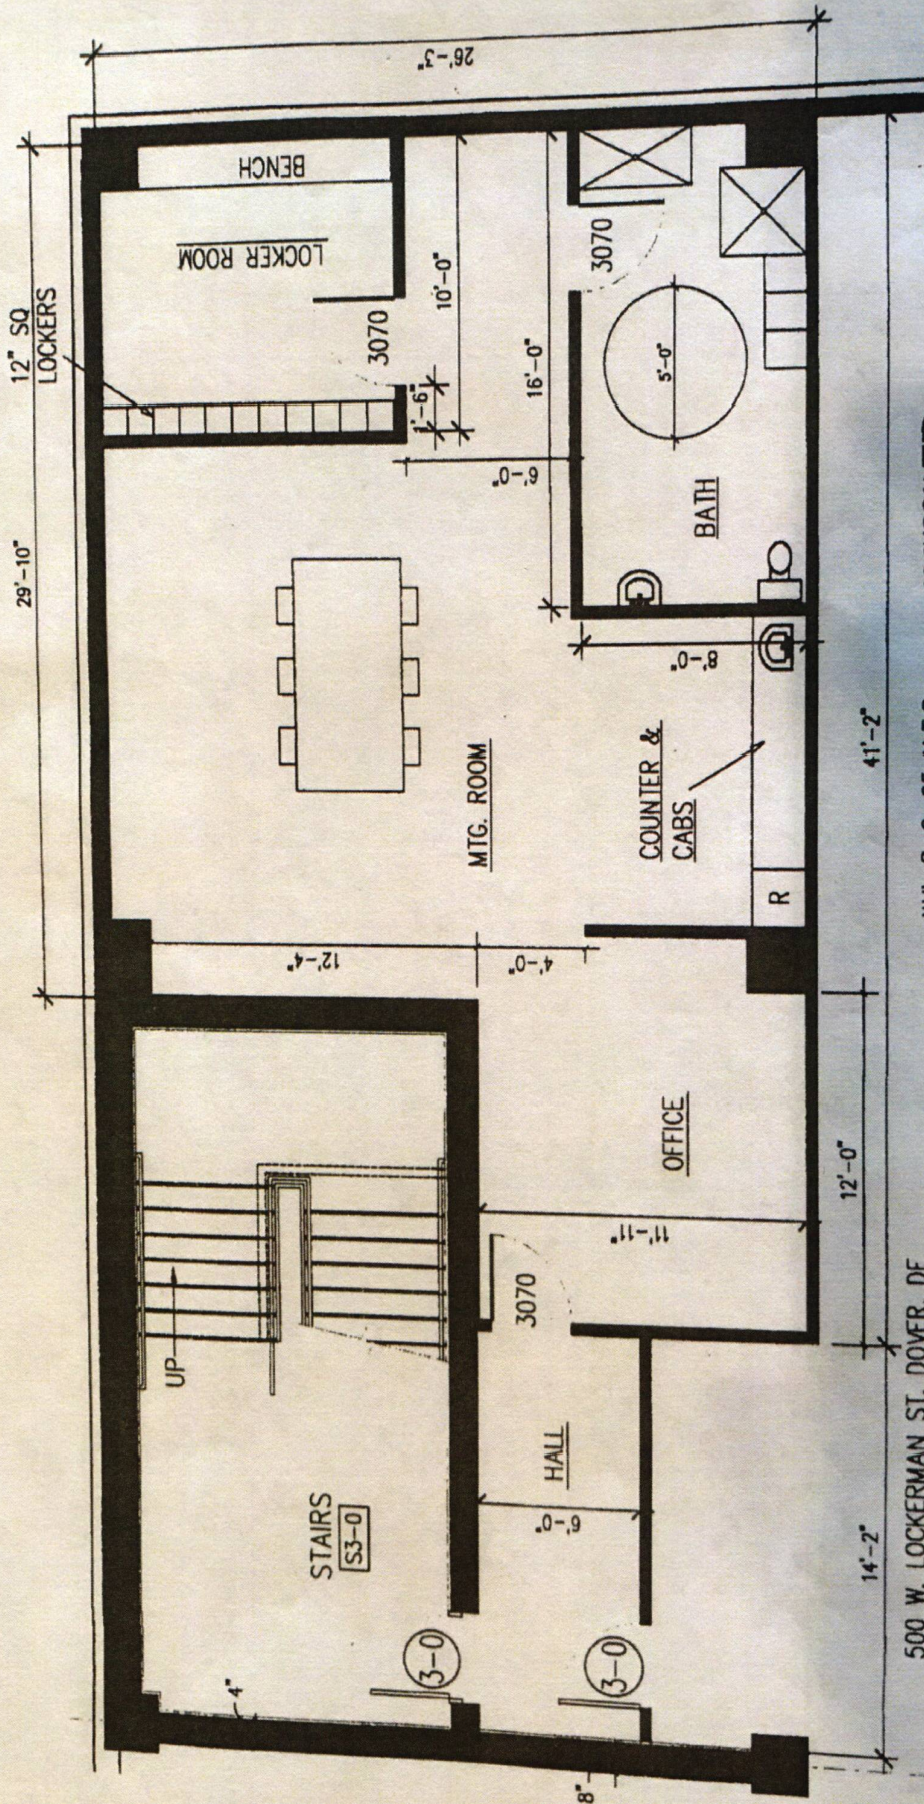 26'-3"
29'-10"
12" SQ
LOCKERS
BENCH
LOCKER ROOM
3070
10'-0"
1'-6"
16'-0"
3070
5'-0"
6'-0"
BATH
8'-0"
MTG. ROOM
COUNTER &
CABS
R
41'-2"
12'-4"
4'-0"
OFFICE
12'-0"
11'-11"
3070
UP
HALL
6'-0"
STAIRS
S3-0
3-0
3-0
4"
8"
14'-2"
500 W. LOCKERMAN ST. DOVER, DE